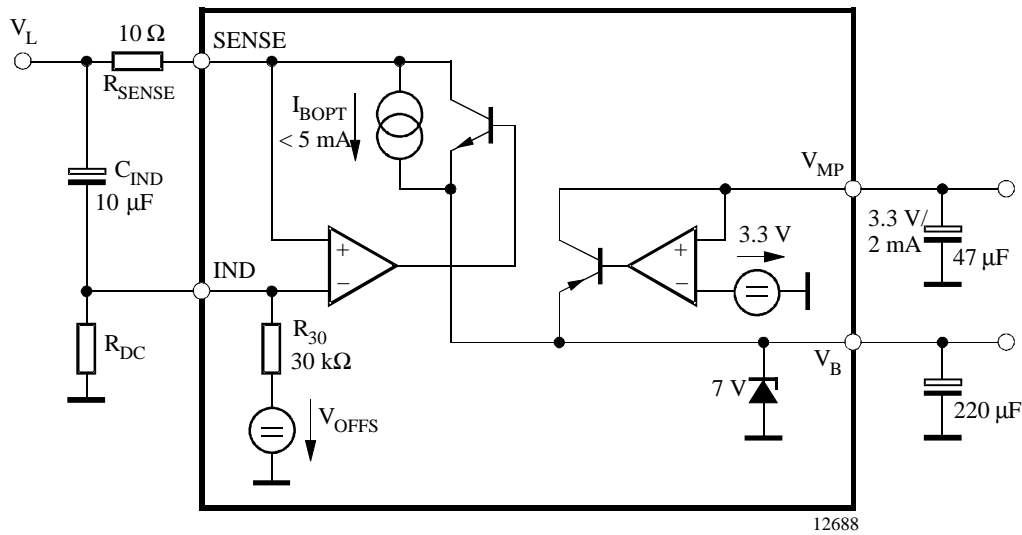 V_L
10 Ω
SENSE
R_SENSE
I_BOPT
< 5 mA
C_IND
10 µF
V_MP
3.3 V/
2 mA
3.3 V
47 µF
+
−
+
−
IND
R_DC
R_30
30 kΩ
V_B
7 V
220 µF
V_OFFS
12688